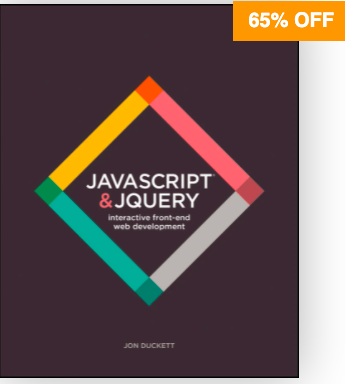 65% OFF
JAVASCRIPT
& JQUERY
interactive front-end
web development
JON DUCKETT